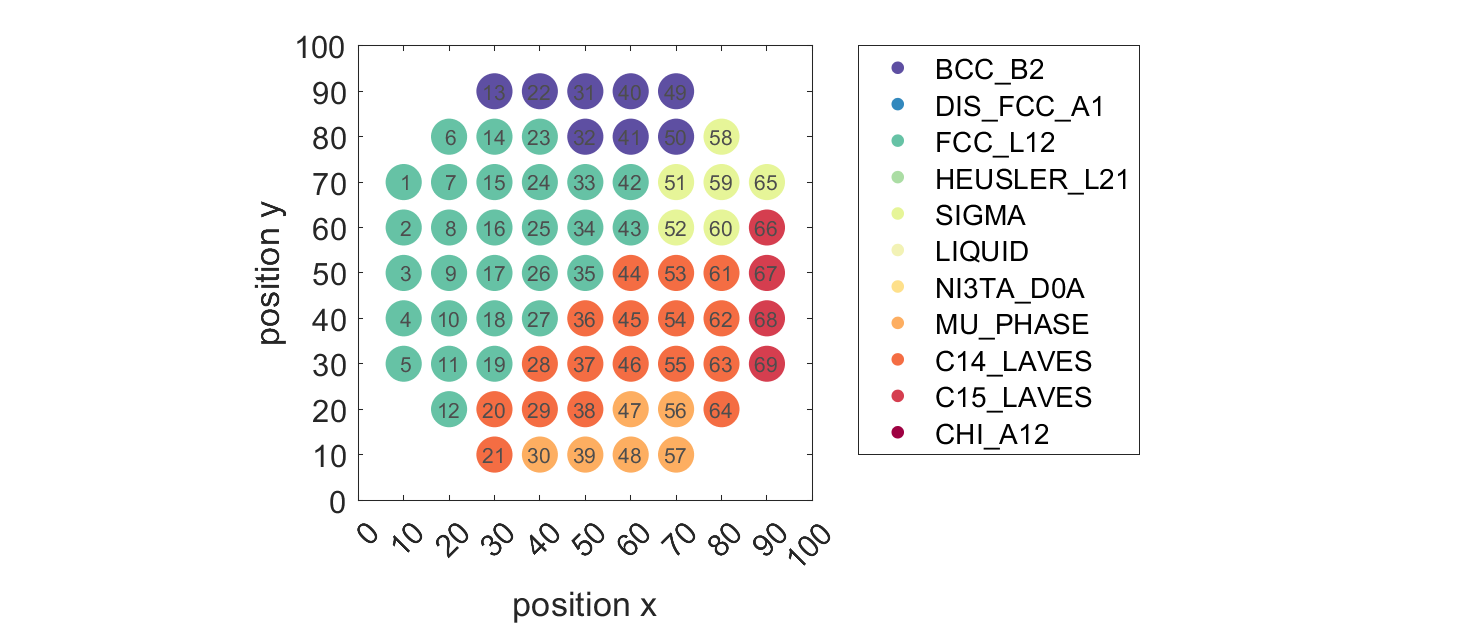 100
90
80
70
60
50
40
30
20
10
0
position y
13 22 31 40 49
6 14 23 32 41 50 58
1 7 15 24 33 42 51 59 65
2 8 16 25 34 43 52 60 66
3 9 17 26 35 44 53 61 67
4 10 18 27 36 45 54 62 68
5 11 19 28 37 46 55 63 69
12 20 29 38 47 56 64
21 30 39 48 57
0 10 20 30 40 50 60 70 80 90 100
position x
BCC_B2
DIS_FCC_A1
FCC_L12
HEUSLER_L21
SIGMA
LIQUID
NI3TA_D0A
MU_PHASE
C14_LAVES
C15_LAVES
CHI_A12